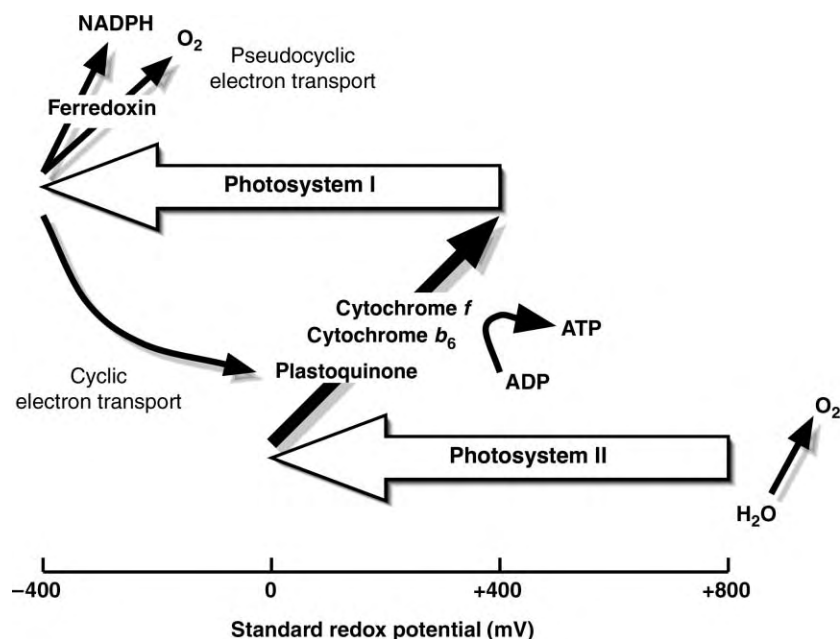 NADPH
O₂
Pseudocyclic
electron transport
Ferredoxin
Photosystem I
Cytochrome f
Cytochrome b₆
ATP
Plastoquinone
ADP
Cyclic
electron transport
O₂
Photosystem II
H₂O
−400
0
+400
+800
Standard redox potential (mV)